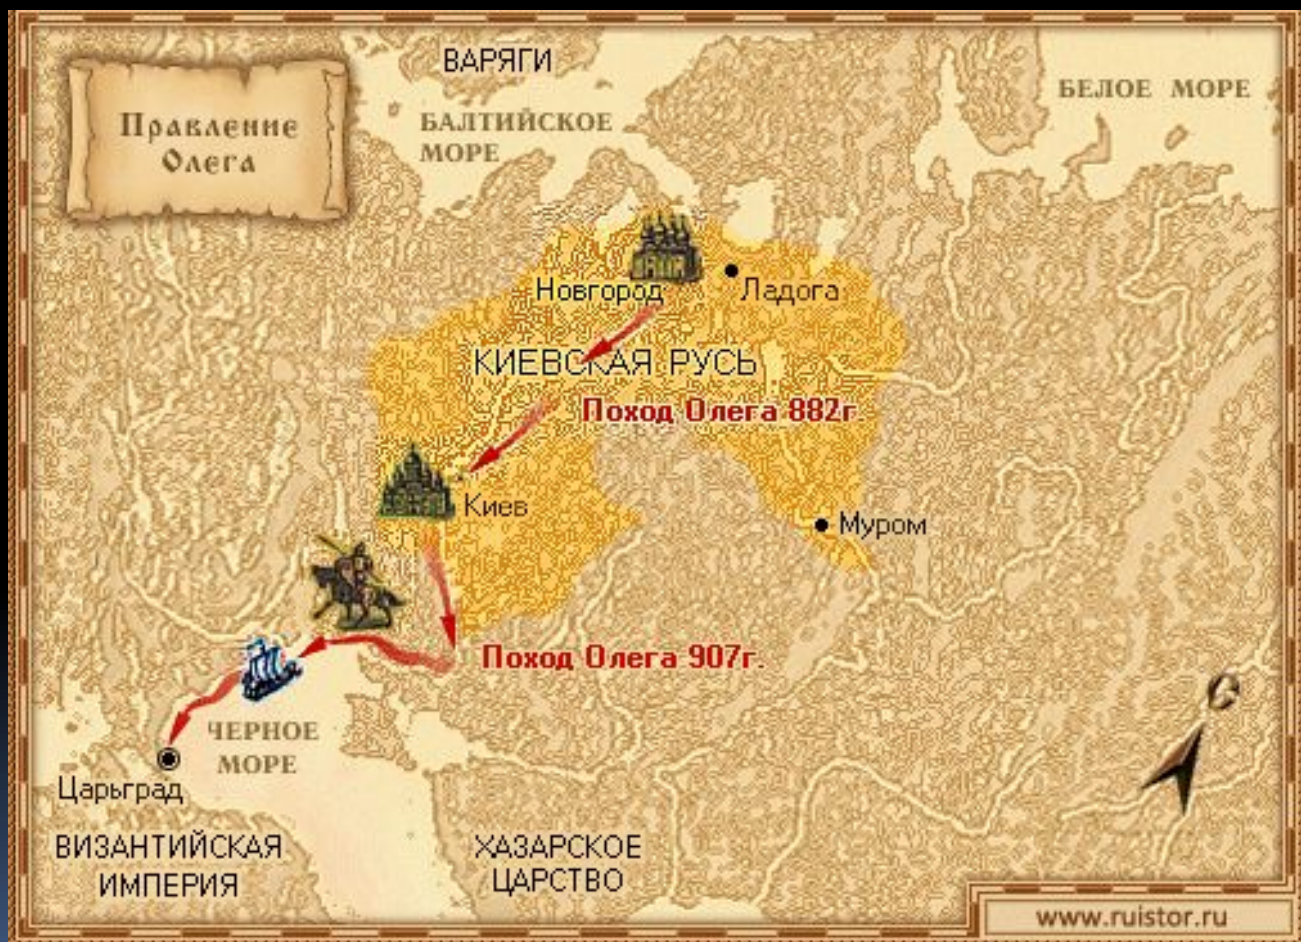 ВАРЯГИ
БЕЛОЕ МОРЕ
Правление
Олега
БАЛТИЙСКОЕ
МОРЕ
Новгород
Ладога
КИЕВСКАЯ РУСЬ
Поход Олега 882г.
Киев
Муром
Поход Олега 907г.
С
ЧЕРНОЕ
МОРЕ
Царьград
ВИЗАНТИЙСКАЯ
ИМПЕРИЯ
ХАЗАРСКОЕ
ЦАРСТВО
www.ruistor.ru